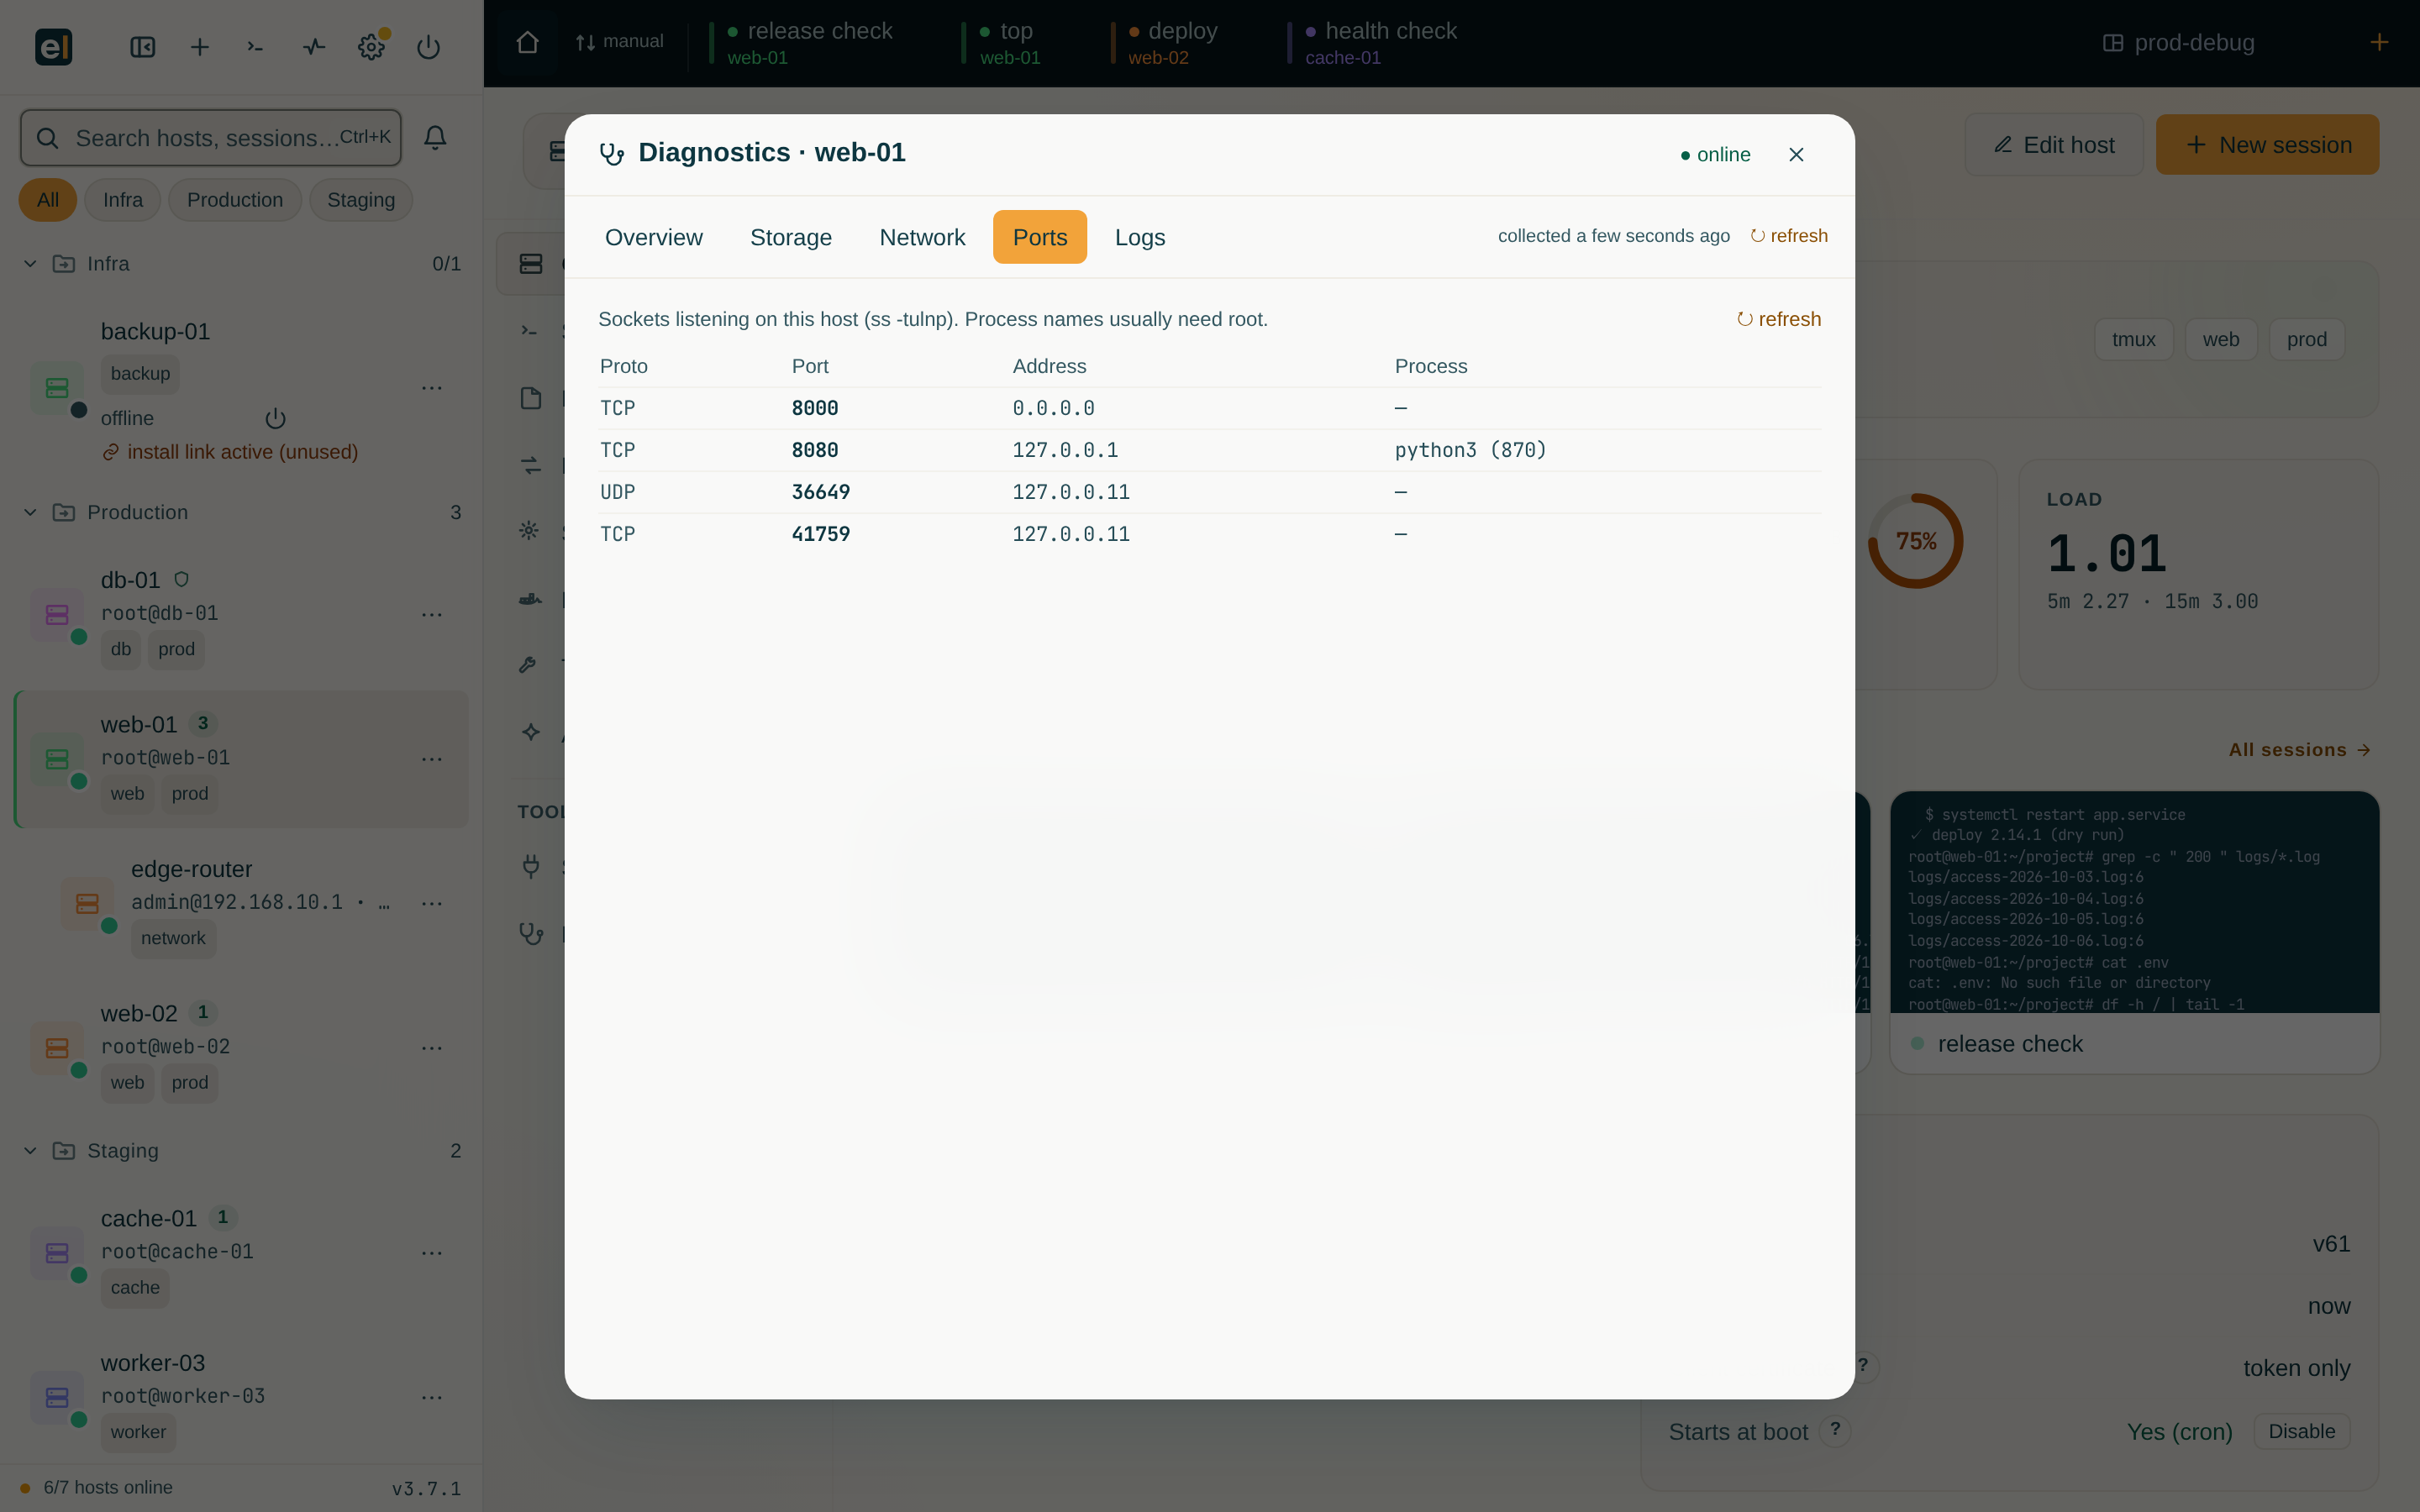 el
manual
release check
web-01
top
web-01
deploy
web-02
health check
cache-01
prod-debug
Search hosts, sessions… Ctrl+K
All Infra Production Staging
Infra 0/1
backup-01
backup
offline
install link active (unused)
Production 3
db-01
root@db-01
db prod
web-01 3
root@web-01
web prod
edge-router
admin@192.168.10.1 • …
network
web-02 1
root@web-02
web prod
Staging 2
cache-01 1
root@cache-01
cache
worker-03
root@worker-03
worker
6/7 hosts online v3.7.1
Edit host New session
Diagnostics · web-01 online
Overview Storage Network Ports Logs collected a few seconds ago refresh
Sockets listening on this host (ss -tulnp). Process names usually need root. refresh
Proto Port Address Process
TCP 8000 0.0.0.0 —
TCP 8080 127.0.0.1 python3 (870)
UDP 36649 127.0.0.11 —
TCP 41759 127.0.0.11 —
tmux web prod
75%
LOAD
1.01
5m 2.27 · 15m 3.00
All sessions →
$ systemctl restart app.service
✓ deploy 2.14.1 (dry run)
root@web-01:~/project# grep -c " 200 " logs/*.log
logs/access-2026-10-03.log:6
logs/access-2026-10-04.log:6
logs/access-2026-10-05.log:6
logs/access-2026-10-06.log:6
root@web-01:~/project# cat .env
cat: .env: No such file or directory
root@web-01:~/project# df -h / | tail -1
release check
v61
now
? token only
Starts at boot ? Yes (cron) Disable